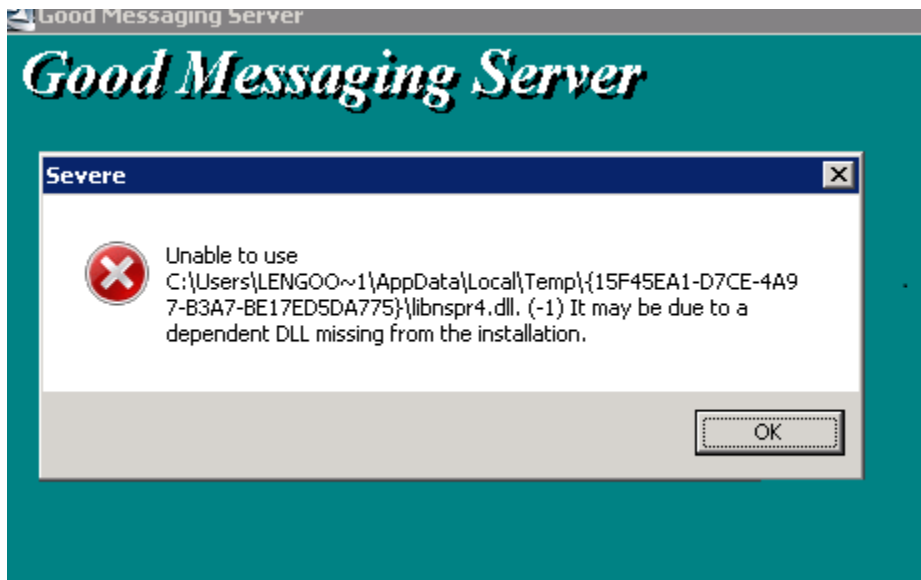 Good Messaging Server
Good Messaging Server
Severe
Unable to use
C:\Users\LENGOO~1\AppData\Local\Temp\{15F45EA1-D7CE-4A9
7-B3A7-BE17ED5DA775}\libnspr4.dll. (-1) It may be due to a
dependent DLL missing from the installation.
OK